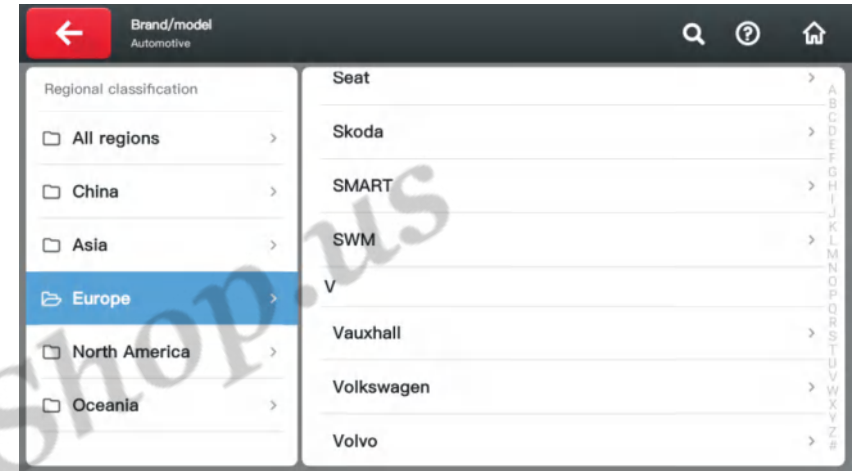 Brand/model
Automotive
Regional classification
All regions
China
Asia
Europe
North America
Oceania
Seat
Skoda
SMART
SWM
V
Vauxhall
Volkswagen
Volvo
A
B
C
D
E
F
G
H
I
J
K
L
M
N
O
P
Q
R
S
T
U
V
W
X
Y
Z
#
shop.us